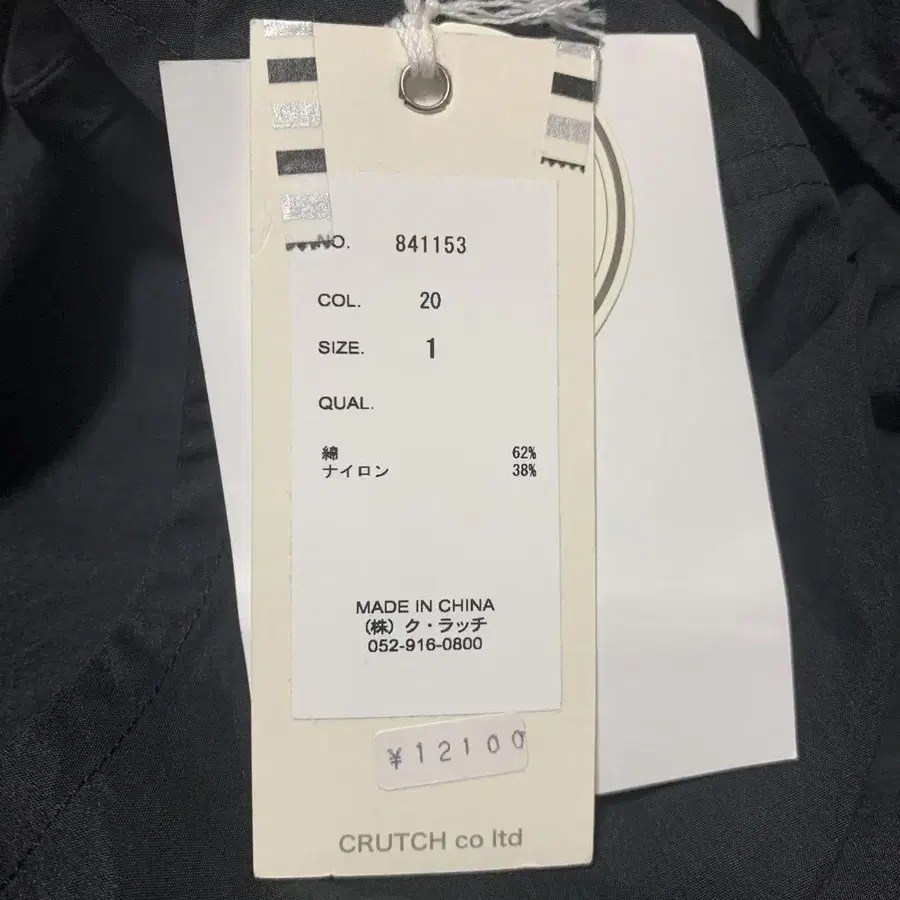 NO. 841153
COL. 20
SIZE. 1
QUAL.
綿 62%
ナイロン 38%
MADE IN CHINA
(株) ク・ラッチ
052-916-0800
¥12100
CRUTCH co ltd